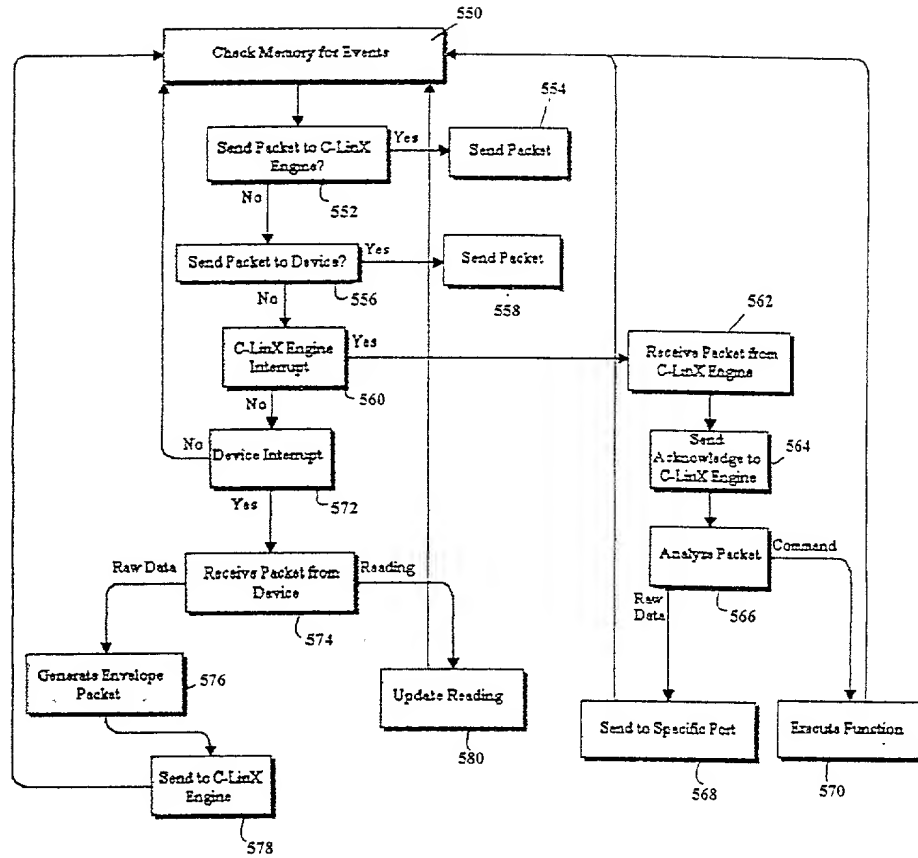 550
Check Memory for Events
554
Send Packet to C-LinX
Engine?
Yes
Send Packet
552
No
Send Packet to Device?
Yes
Send Packet
556
558
No
562
C-LinX Engine
Interrupt
Yes
Receive Packet from
C-LinX Engine
560
No
No
Device Interrupt
572
Send
Acknowledge to
C-LinX Engine
564
Yes
Analyze Packet
Command
Raw Data
Receive Packet from
Device
Reading
566
Raw
Data
574
Generate Envelope
Packet
576
Update Reading
Send to Specific Port
Execute Function
580
568
570
Send to C-LinX
Engine
578